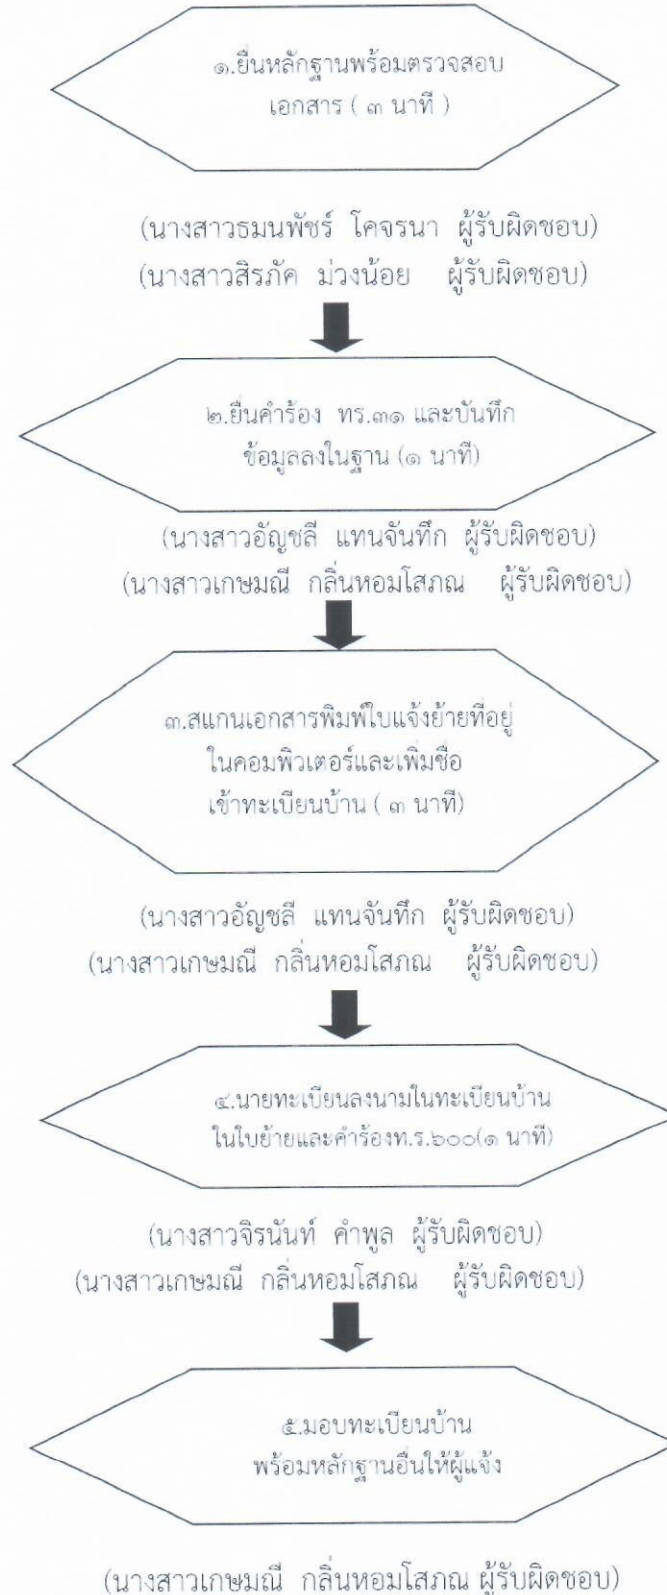 ๑.ยื่นหลักฐานพร้อมตรวจสอบ
เอกสาร ( ๓ นาที )
(นางสาวธมนพัชร์ โคจรนา ผู้รับผิดชอบ)
(นางสาวสิรภัค ม่วงน้อย ผู้รับผิดชอบ)
๒.ยื่นคำร้อง ทร.๓๑ และบันทึก
ข้อมูลลงในฐาน (๑ นาที)
(นางสาวอัญชลี แทนจันทึก ผู้รับผิดชอบ)
(นางสาวเกษมณี กลิ่นหอมโสภณ ผู้รับผิดชอบ)
๓.สแกนเอกสารพิมพ์ใบแจ้งย้ายที่อยู่
ในคอมพิวเตอร์และเพิ่มชื่อ
เข้าทะเบียนบ้าน ( ๓ นาที)
(นางสาวอัญชลี แทนจันทึก ผู้รับผิดชอบ)
(นางสาวเกษมณี กลิ่นหอมโสภณ ผู้รับผิดชอบ)
๔.นายทะเบียนลงนามในทะเบียนบ้าน
ในใบย้ายและคำร้องท.ร.๖๐๐(๑ นาที)
(นางสาวจิรนันท์ คำพูล ผู้รับผิดชอบ)
(นางสาวเกษมณี กลิ่นหอมโสภณ ผู้รับผิดชอบ)
๕.มอบทะเบียนบ้าน
พร้อมหลักฐานอื่นให้ผู้แจ้ง
(นางสาวเกษมณี กลิ่นหอมโสภณ ผู้รับผิดชอบ)